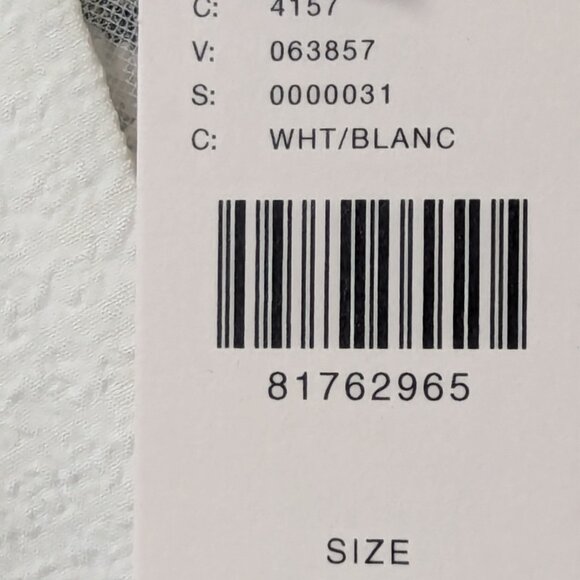 C: 4157
V: 063857
S: 0000031
C: WHT/BLANC
81762965
SIZE